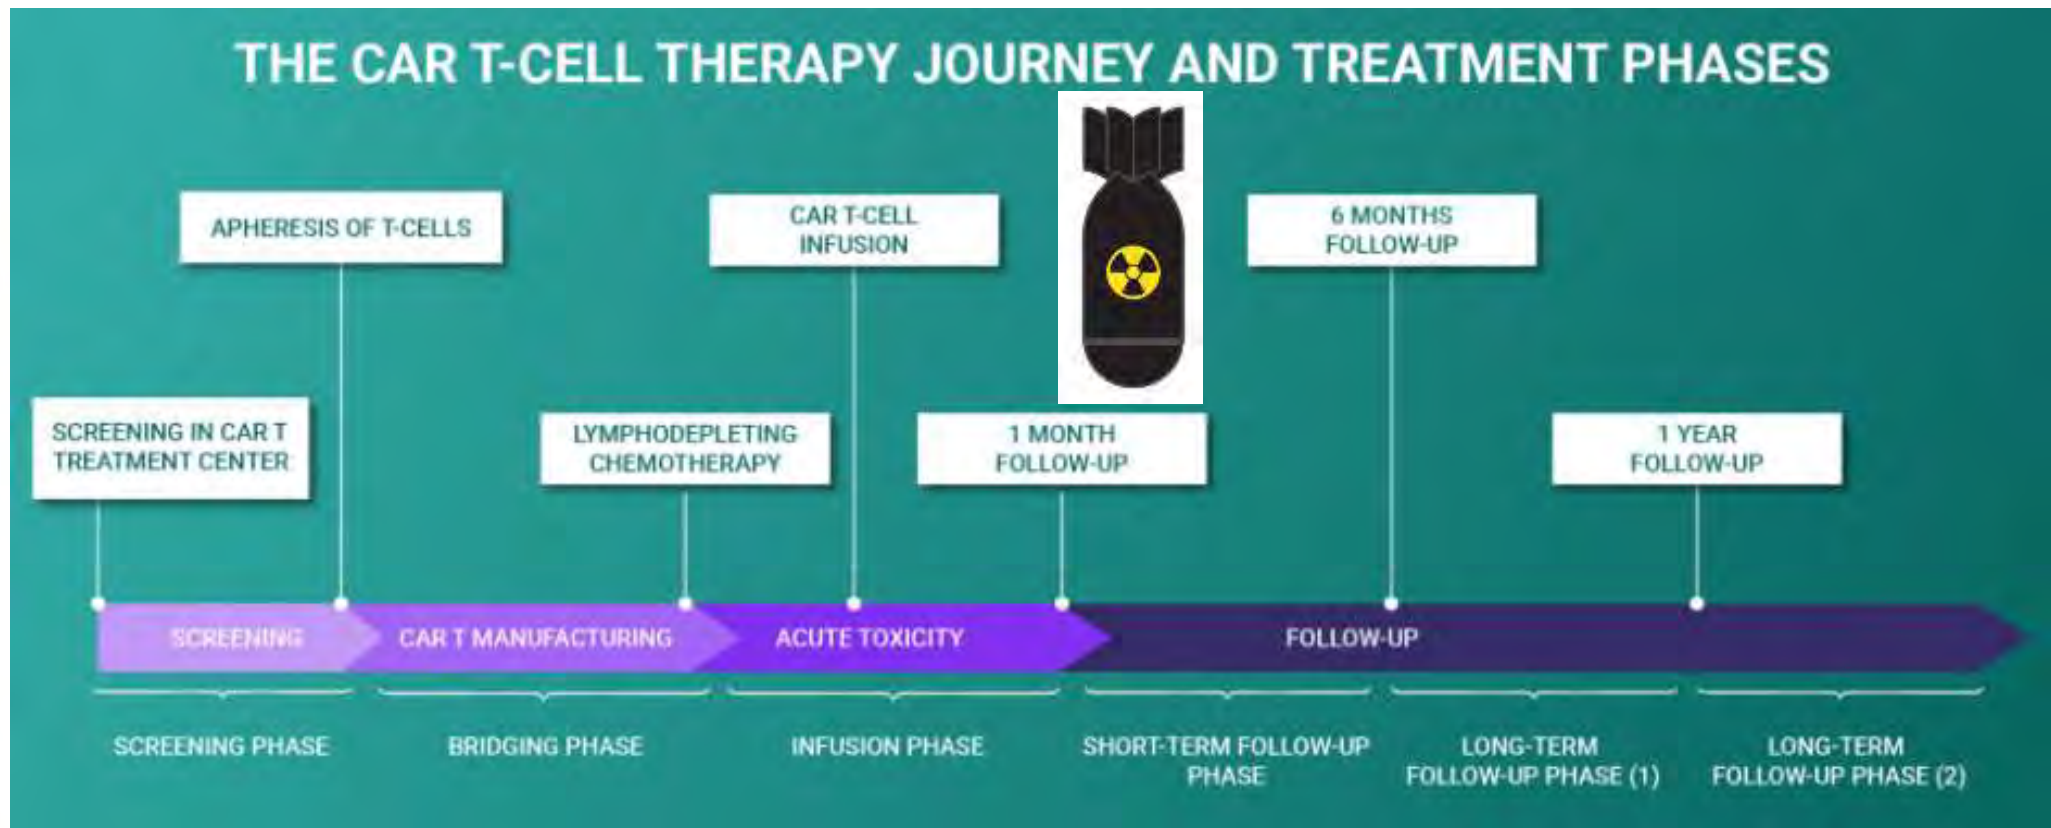 THE CAR T-CELL THERAPY JOURNEY AND TREATMENT PHASES
APHERESIS OF T-CELLS
CAR T-CELL
INFUSION
6 MONTHS
FOLLOW-UP
SCREENING IN CAR T
TREATMENT CENTER
LYMPHODEPLETING
CHEMOTHERAPY
1 MONTH
FOLLOW-UP
1 YEAR
FOLLOW-UP
SCREENING
CAR T MANUFACTURING
ACUTE TOXICITY
FOLLOW-UP
SCREENING PHASE
BRIDGING PHASE
INFUSION PHASE
SHORT-TERM FOLLOW-UP
PHASE
LONG-TERM
FOLLOW-UP PHASE (1)
LONG-TERM
FOLLOW-UP PHASE (2)